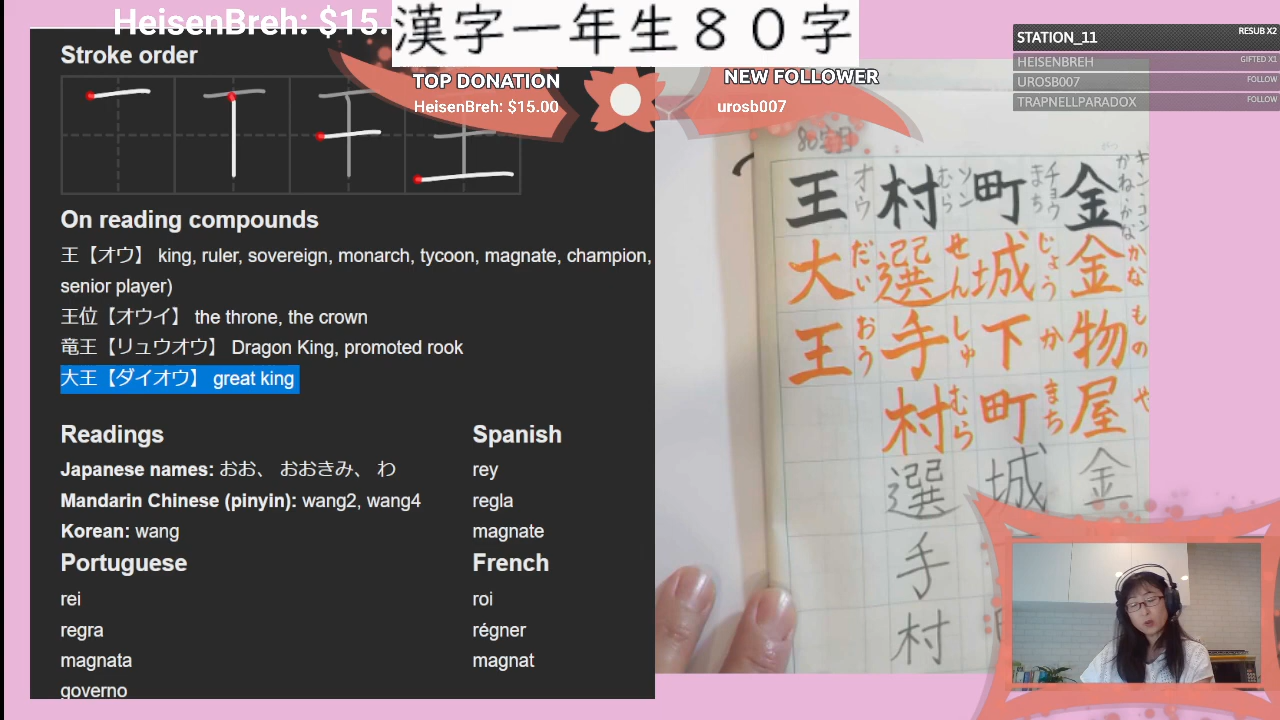 HeisenBreh: $15.
漢字一年生８０字
STATION_11
RESUB X2
HEISENBREH
GIFTED X1
UROSB007
FOLLOW
TRAPNELLPARADOX
FOLLOW
TOP DONATION
HeisenBreh: $15.00
NEW FOLLOWER
urosb007
Stroke order
On reading compounds
王【オウ】 king, ruler, sovereign, monarch, tycoon, magnate, champion,
senior player)
王位【オウイ】 the throne, the crown
竜王【リュウオウ】 Dragon King, promoted rook
大王【ダイオウ】 great king
Readings
Japanese names: おお、 おおきみ、 わ
Mandarin Chinese (pinyin): wang2, wang4
Korean: wang
Portuguese
rei
regra
magnata
governo
Spanish
rey
regla
magnate
French
roi
régner
magnat
80字目
金
キン・コン
かね・かな
金物屋
かなものや
金
町
チョウ
まち
城下町
じょうかまち
城
村
ソン
むら
選手村
せんしゅむら
選手村
王
オウ
大王
だいおう